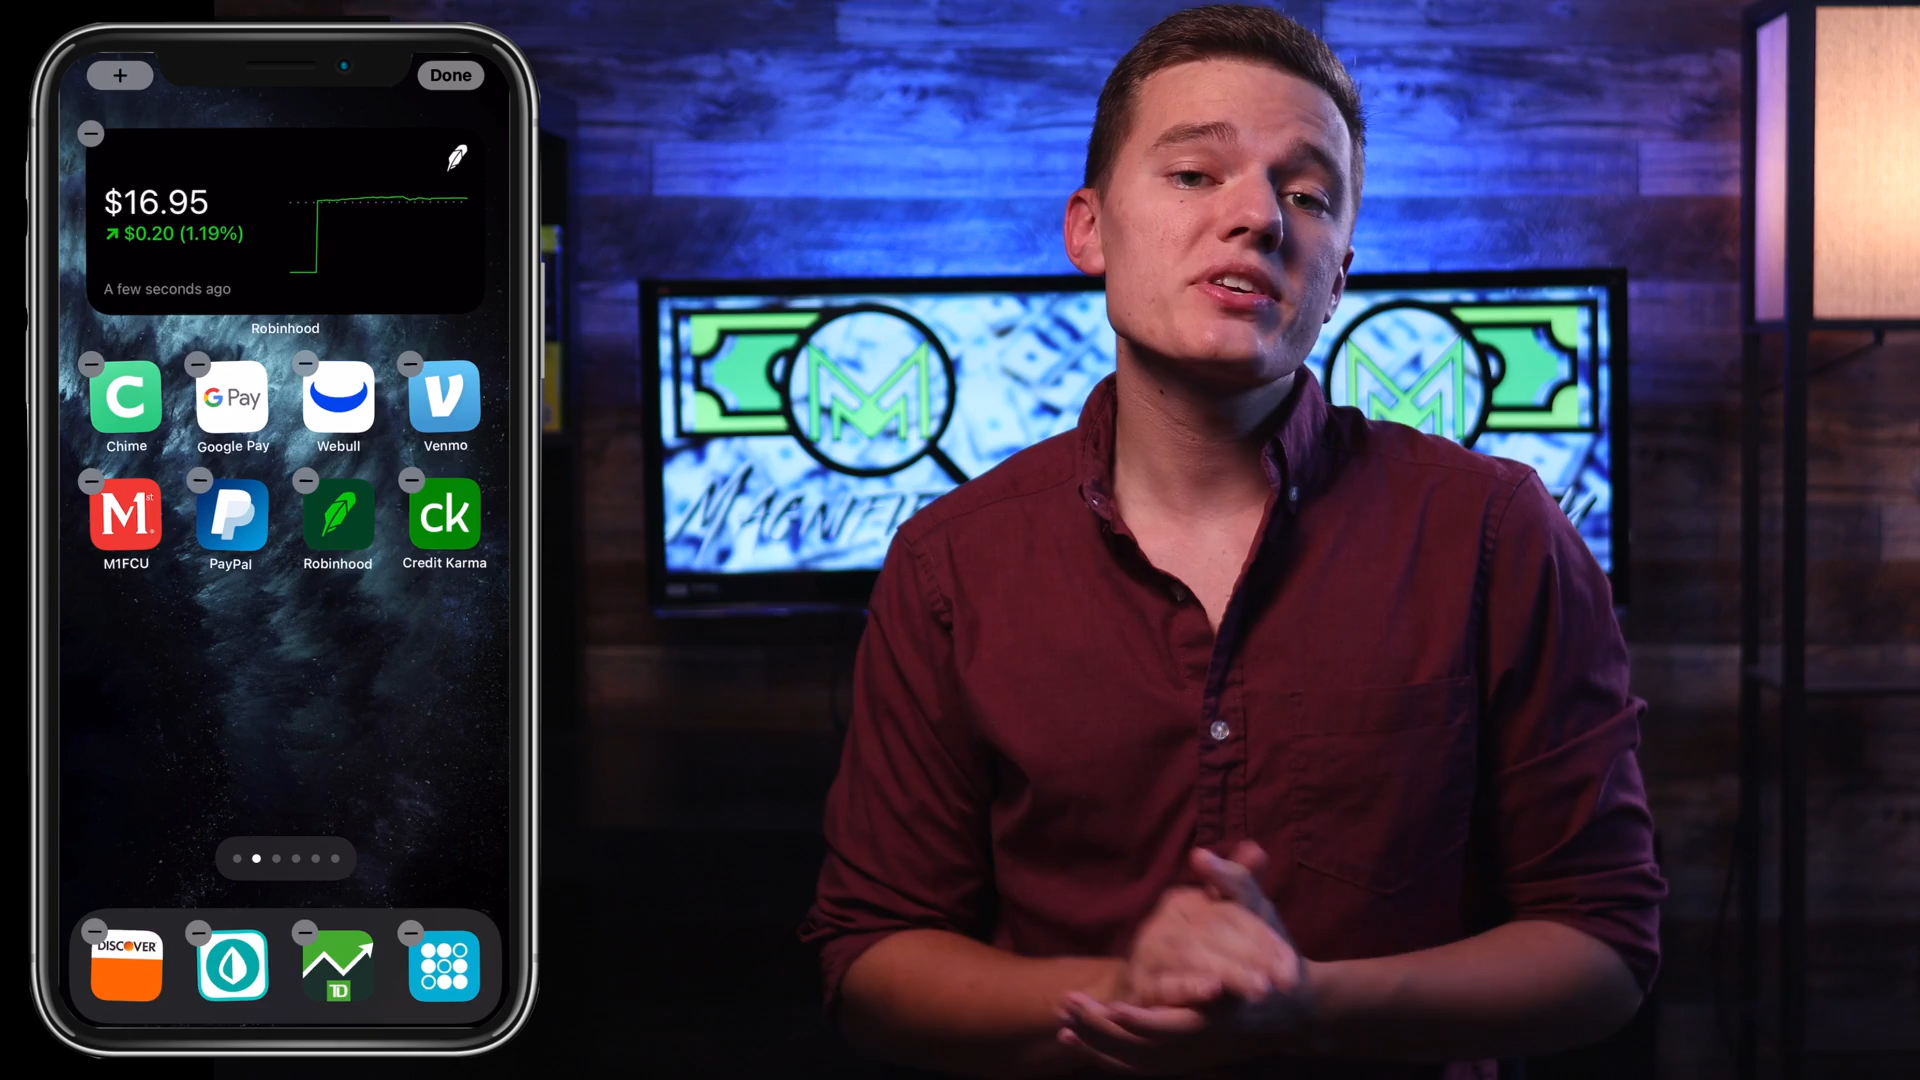 +
Done
$16.95
$0.20 (1.19%)
A few seconds ago
Robinhood
C
G Pay
V
Chime
Google Pay
Webull
Venmo
M st
P
ck
M1FCU
PayPal
Robinhood
Credit Karma
DISCOVER
TD